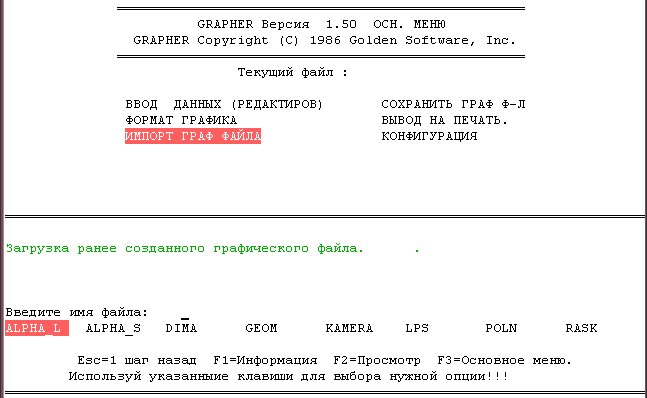 GRAPHER Версия 1.50 ОСН. МЕНЮ
GRAPHER Copyright (C) 1986 Golden Software, Inc.
Текущий файл :
ВВОД ДАННЫХ (РЕДАКТИРОВ) СОХРАНИТЬ ГРАФ Ф-Л
ФОРМАТ ГРАФИКА ВЫВОД НА ПЕЧАТЬ.
ИМПОРТ ГРАФ ФАЙЛА КОНФИГУРАЦИЯ
Загрузка ранее созданного графического файла. .
Введите имя файла: _
ALPHA_L ALPHA_S DIMA GEOM KAMERA LPS POLN RASK
Esc=1 шаг назад F1=Информация F2=Просмотр F3=Основное меню.
Используй указанные клавиши для выбора нужной опции!!!